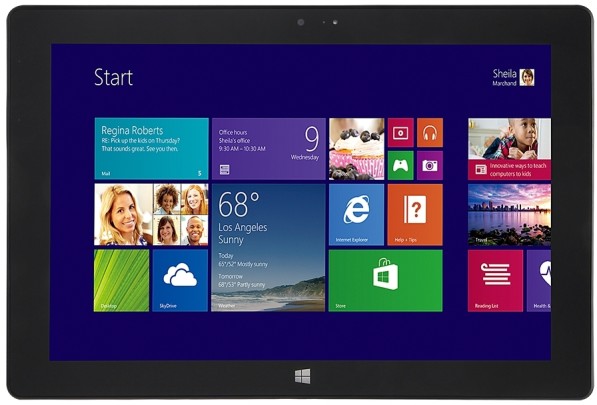 Start
Sheila
Marchand
Regina Roberts
RE: Pick up the kids on Thursday?
That sounds great. See you then.
Mail
5
Office hours
Sheila's office
9:30 AM – 10:30 AM
9
Wednesday
Innovative ways to teach
computers to kids
68°
Los Angeles
Sunny
Today
65°/52° Mostly sunny
Tomorrow
68°/53° Partly sunny
Weather
Internet Explorer
Help + Tips
Travel
Desktop
SkyDrive
Store
Reading List
Health &